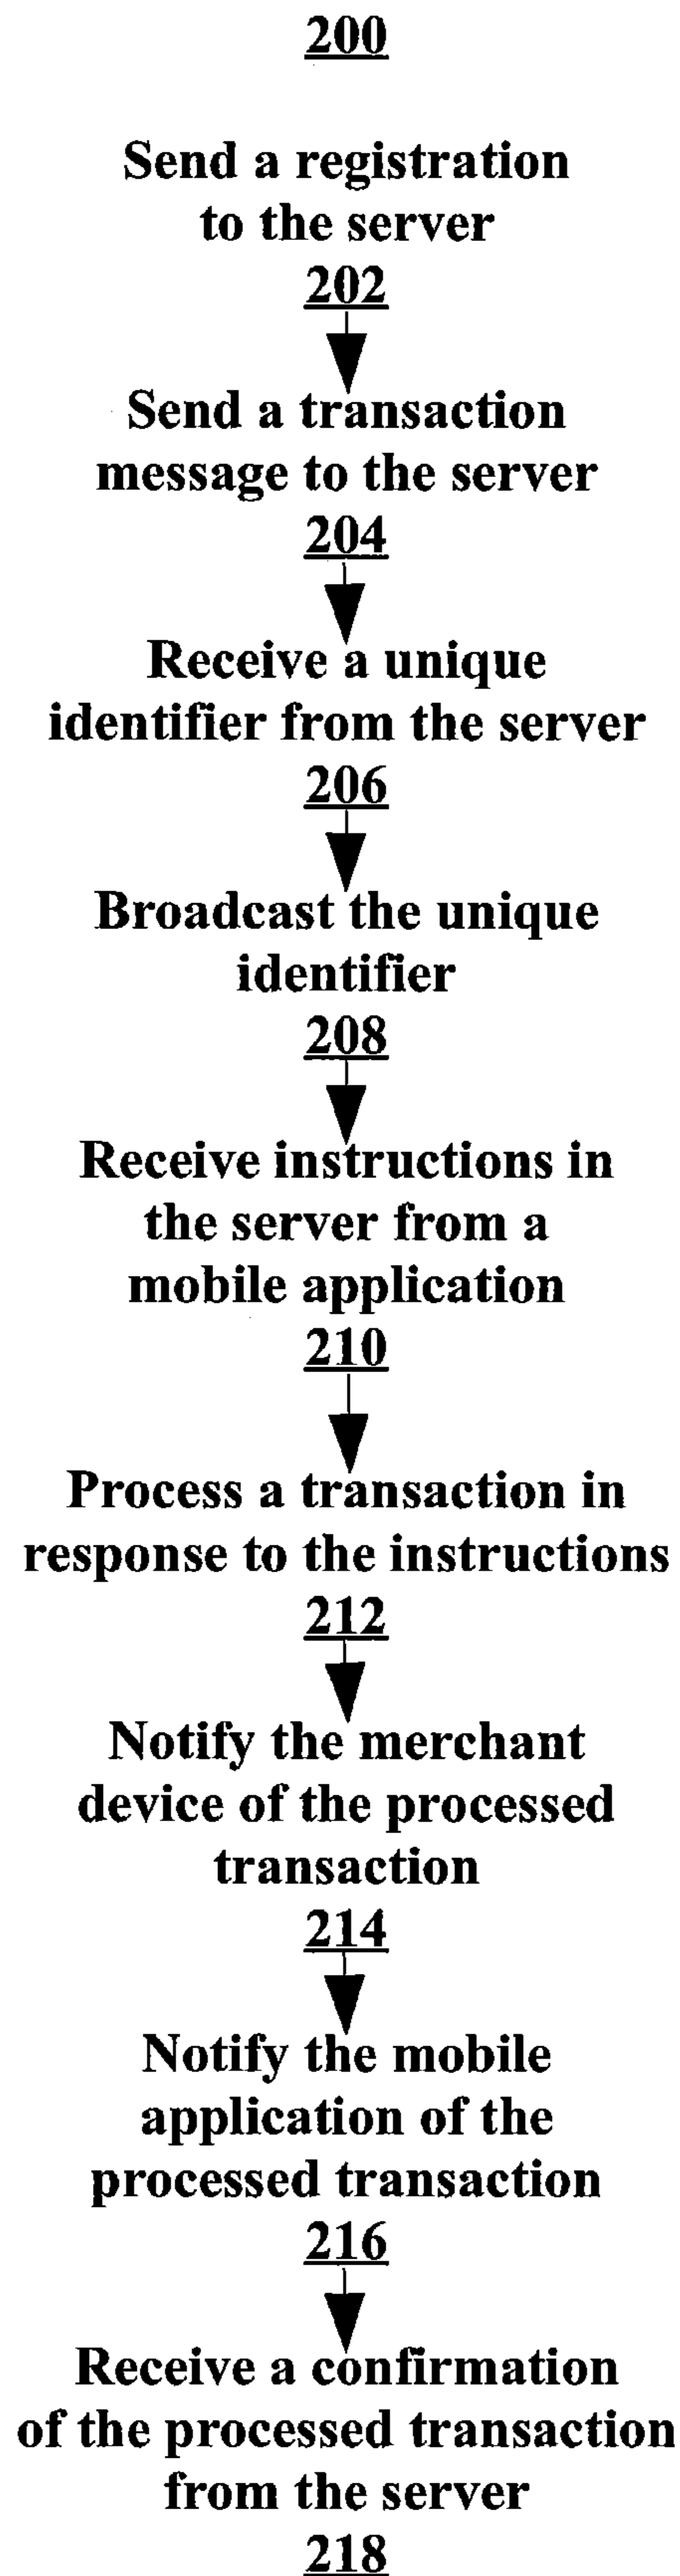 200
Send a registration
to the server
202
Send a transaction
message to the server
204
Receive a unique
identifier from the server
206
Broadcast the unique
identifier
208
Receive instructions in
the server from a
mobile application
210
Process a transaction in
response to the instructions
212
Notify the merchant
device of the processed
transaction
214
Notify the mobile
application of the
processed transaction
216
Receive a confirmation
of the processed transaction
from the server
218